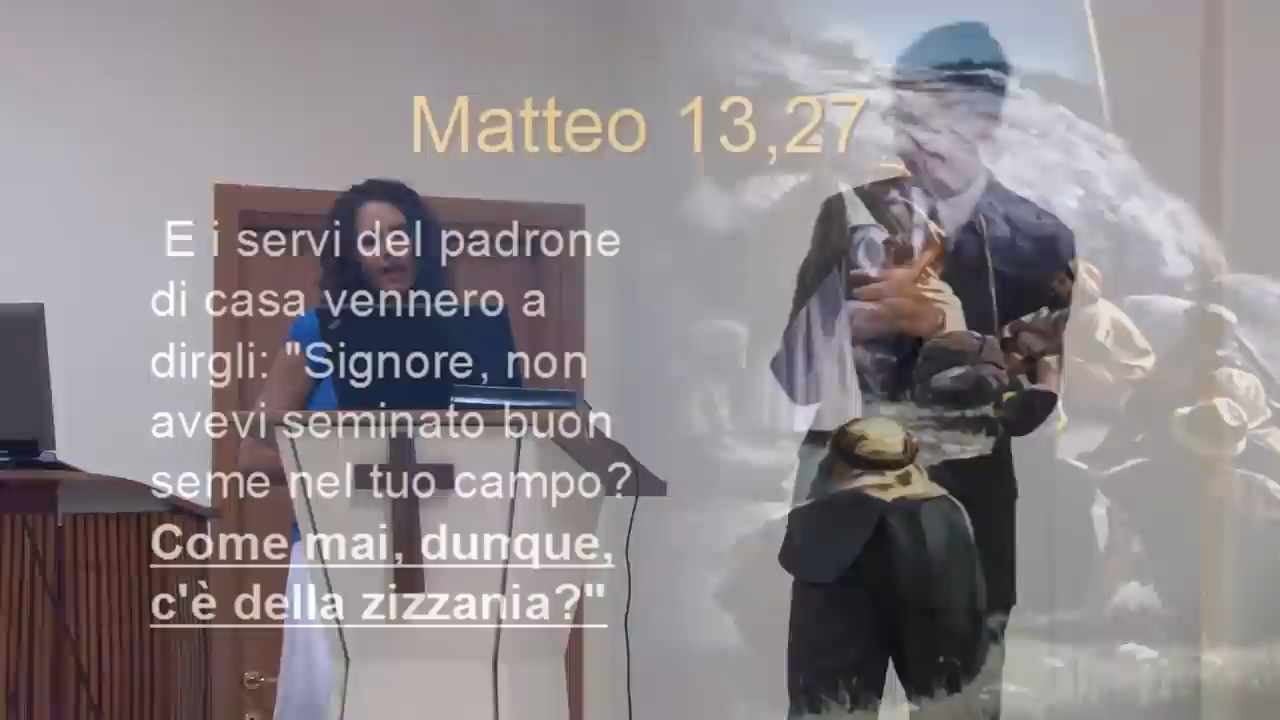 Matteo 13,27
E i servi del padrone
di casa vennero a
dirgli: "Signore, non
avevi seminato buon
seme nel tuo campo?
Come mai, dunque,
c'è della zizzania?"